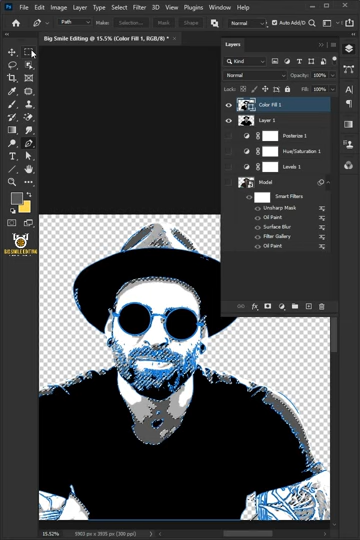 Ps File Edit Image Layer Type Select Filter 3D View Plugins Window Help
Path Make: Selection... Mask Shape Normal Auto Add/D
Big Smile Editing @ 15.5% (Color Fill 1, RGB/8) * ×
Layers
Kind
Normal Opacity: 100%
Lock: Fill: 100%
Color Fill 1
Layer 1
Posterize 1
Hue/Saturation 1
Levels 1
Model
Smart Filters
Unsharp Mask
Oil Paint
Surface Blur
Filter Gallery
Oil Paint
fx
BIG SMILE EDITING
15.52%